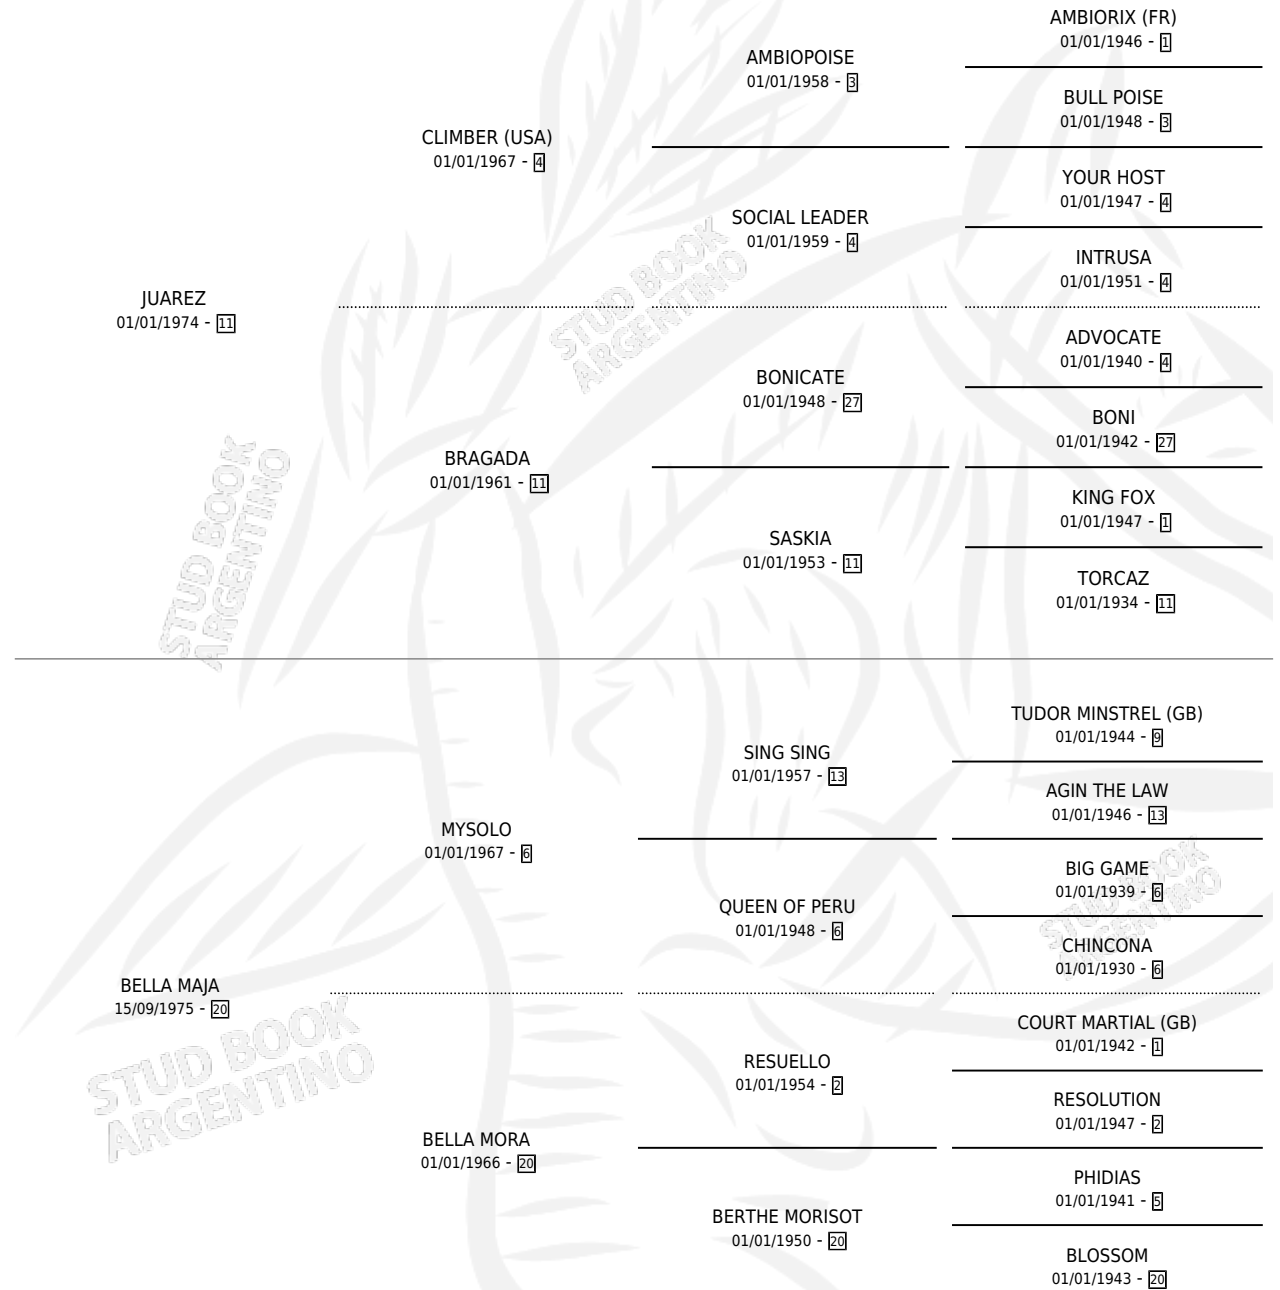 AMBIORIX (FR)
01/01/1946 - 1
AMBIOPOISE
01/01/1958 - 3
BULL POISE
01/01/1948 - 3
CLIMBER (USA)
01/01/1967 - 4
YOUR HOST
01/01/1947 - 4
SOCIAL LEADER
01/01/1959 - 4
INTRUSA
01/01/1951 - 4
JUAREZ
01/01/1974 - 11
ADVOCATE
01/01/1940 - 4
BONICATE
01/01/1948 - 27
BONI
01/01/1942 - 27
BRAGADA
01/01/1961 - 11
KING FOX
01/01/1947 - 1
SASKIA
01/01/1953 - 11
TORCAZ
01/01/1934 - 11
STUD BOOK
ARGENTINO
STUD BOOK
ARGENTINO
TUDOR MINSTREL (GB)
01/01/1944 - 9
SING SING
01/01/1957 - 13
AGIN THE LAW
01/01/1946 - 13
MYSOLO
01/01/1967 - 6
BIG GAME
01/01/1939 - 6
QUEEN OF PERU
01/01/1948 - 6
CHINCONA
01/01/1930 - 6
STUD BOOK
ARGENTINO
BELLA MAJA
15/09/1975 - 20
COURT MARTIAL (GB)
01/01/1942 - 1
RESUELLO
01/01/1954 - 2
RESOLUTION
01/01/1947 - 2
BELLA MORA
01/01/1966 - 20
PHIDIAS
01/01/1941 - 5
BERTHE MORISOT
01/01/1950 - 20
BLOSSOM
01/01/1943 - 20
STUD BOOK
ARGENTINO